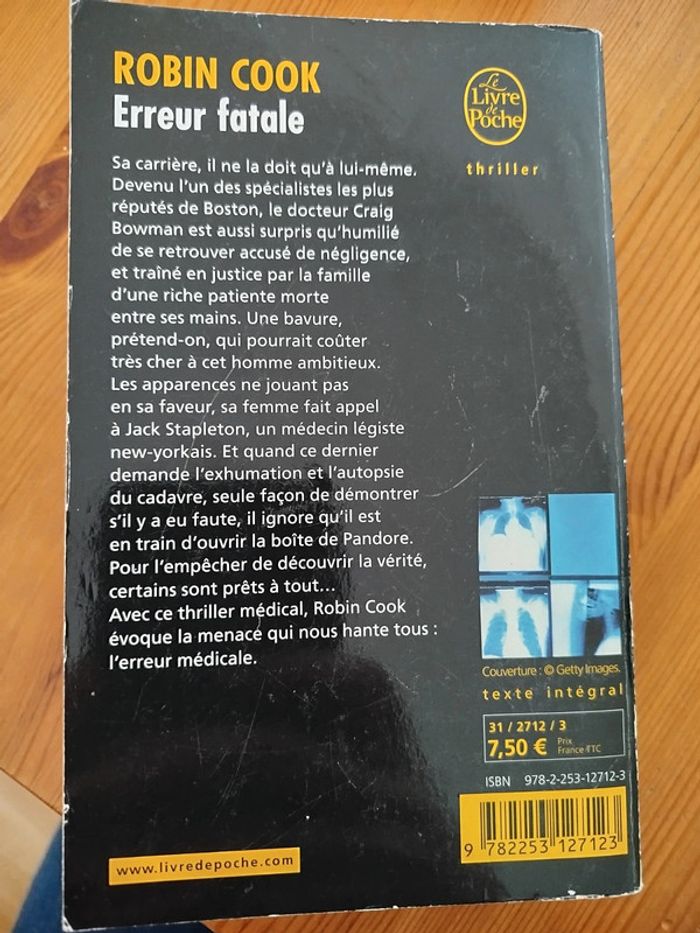 ROBIN COOK
Erreur fatale
Le
Livre
de
Poche
thriller
Sa carrière, il ne la doit qu'à lui-même.
Devenu l'un des spécialistes les plus
réputés de Boston, le docteur Craig
Bowman est aussi surpris qu'humilié
de se retrouver accusé de négligence,
et traîné en justice par la famille
d'une riche patiente morte
entre ses mains. Une bavure,
prétend-on, qui pourrait coûter
très cher à cet homme ambitieux.
Les apparences ne jouant pas
en sa faveur, sa femme fait appel
à Jack Stapleton, un médecin légiste
new-yorkais. Et quand ce dernier
demande l'exhumation et l'autopsie
du cadavre, seule façon de démontrer
s'il y a eu faute, il ignore qu'il est
en train d'ouvrir la boîte de Pandore.
Pour l'empêcher de découvrir la vérité,
certains sont prêts à tout...
Avec ce thriller médical, Robin Cook
évoque la menace qui nous hante tous :
l'erreur médicale.
Couverture : © Getty Images.
texte intégral
31 / 2712 / 3
7,50 € Prix
France TTC
ISBN 978-2-253-12712-3
9 782253 127123
www.livredepoche.com